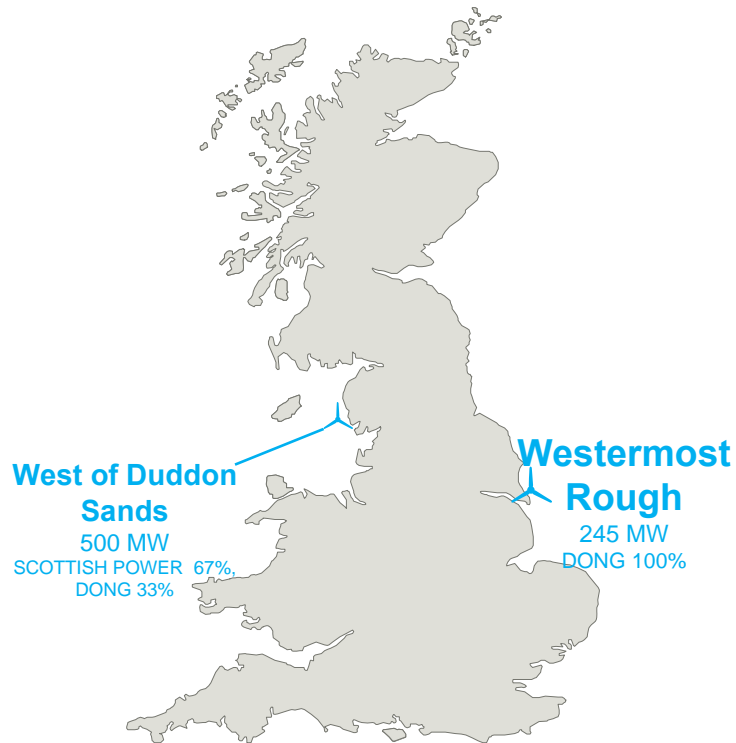 West of Duddon
Sands
500 MW
SCOTTISH POWER 67%,
DONG 33%
Westermost
Rough
245 MW
DONG 100%